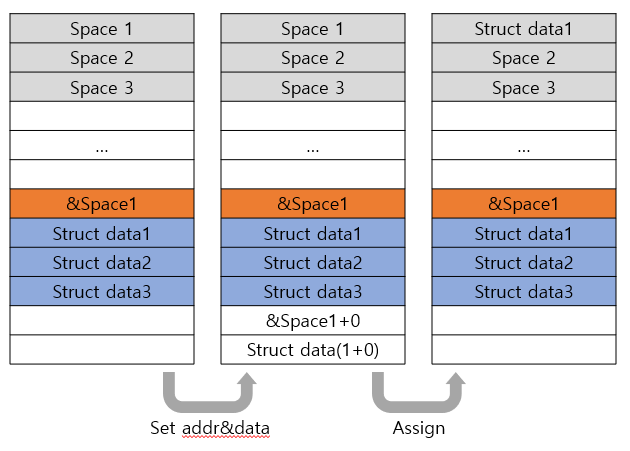 Space 1
Space 2
Space 3
...
&Space1
Struct data1
Struct data2
Struct data3
Space 1
Space 2
Space 3
...
&Space1
Struct data1
Struct data2
Struct data3
&Space1+0
Struct data(1+0)
Struct data1
Space 2
Space 3
...
&Space1
Struct data1
Struct data2
Struct data3
Set addr&data
Assign